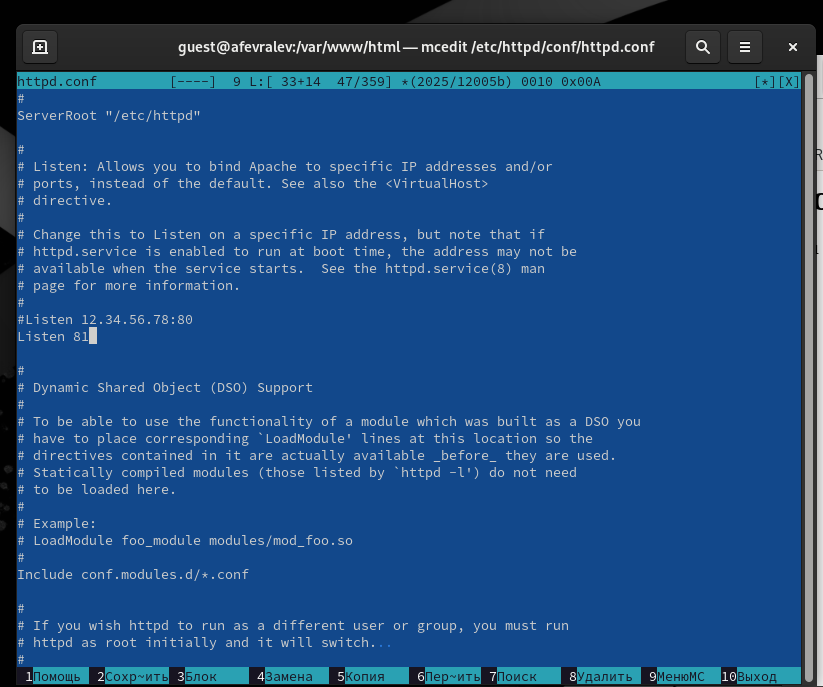 guest@afevralev:/var/www/html — mcedit /etc/httpd/conf/httpd.conf
httpd.conf [----] 9 L:[ 33+14 47/359] *(2025/12005b) 0010 0x00A [*][X]
#
ServerRoot "/etc/httpd"
#
# Listen: Allows you to bind Apache to specific IP addresses and/or
# ports, instead of the default. See also the <VirtualHost>
# directive.
#
# Change this to Listen on a specific IP address, but note that if
# httpd.service is enabled to run at boot time, the address may not be
# available when the service starts.  See the httpd.service(8) man
# page for more information.
#
#Listen 12.34.56.78:80
Listen 81
#
# Dynamic Shared Object (DSO) Support
#
# To be able to use the functionality of a module which was built as a DSO you
# have to place corresponding `LoadModule' lines at this location so the
# directives contained in it are actually available _before_ they are used.
# Statically compiled modules (those listed by `httpd -l') do not need
# to be loaded here.
#
# Example:
# LoadModule foo_module modules/mod_foo.so
#
Include conf.modules.d/*.conf
#
# If you wish httpd to run as a different user or group, you must run
# httpd as root initially and it will switch...
#
1Помощь 2Сохр~ить 3Блок 4Замена 5Копия 6Пер~ить 7Поиск 8Удалить 9МенюMC 10Выход